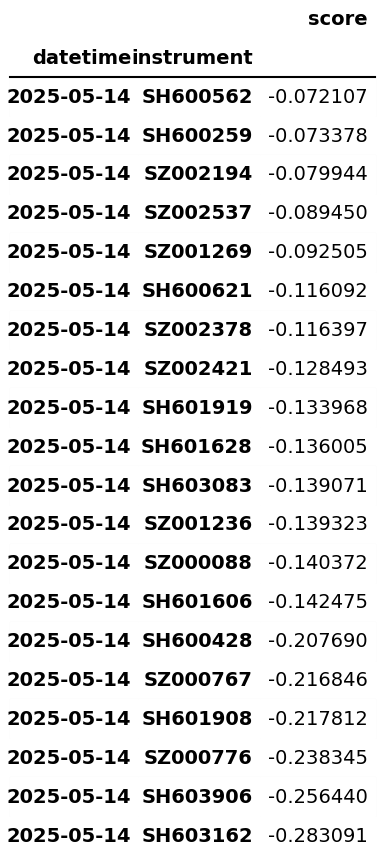 score
datetime instrument
2025-05-14 SH600562 -0.072107
2025-05-14 SH600259 -0.073378
2025-05-14 SZ002194 -0.079944
2025-05-14 SZ002537 -0.089450
2025-05-14 SZ001269 -0.092505
2025-05-14 SH600621 -0.116092
2025-05-14 SZ002378 -0.116397
2025-05-14 SZ002421 -0.128493
2025-05-14 SH601919 -0.133968
2025-05-14 SH601628 -0.136005
2025-05-14 SH603083 -0.139071
2025-05-14 SZ001236 -0.139323
2025-05-14 SZ000088 -0.140372
2025-05-14 SH601606 -0.142475
2025-05-14 SH600428 -0.207690
2025-05-14 SZ000767 -0.216846
2025-05-14 SH601908 -0.217812
2025-05-14 SZ000776 -0.238345
2025-05-14 SH603906 -0.256440
2025-05-14 SH603162 -0.283091